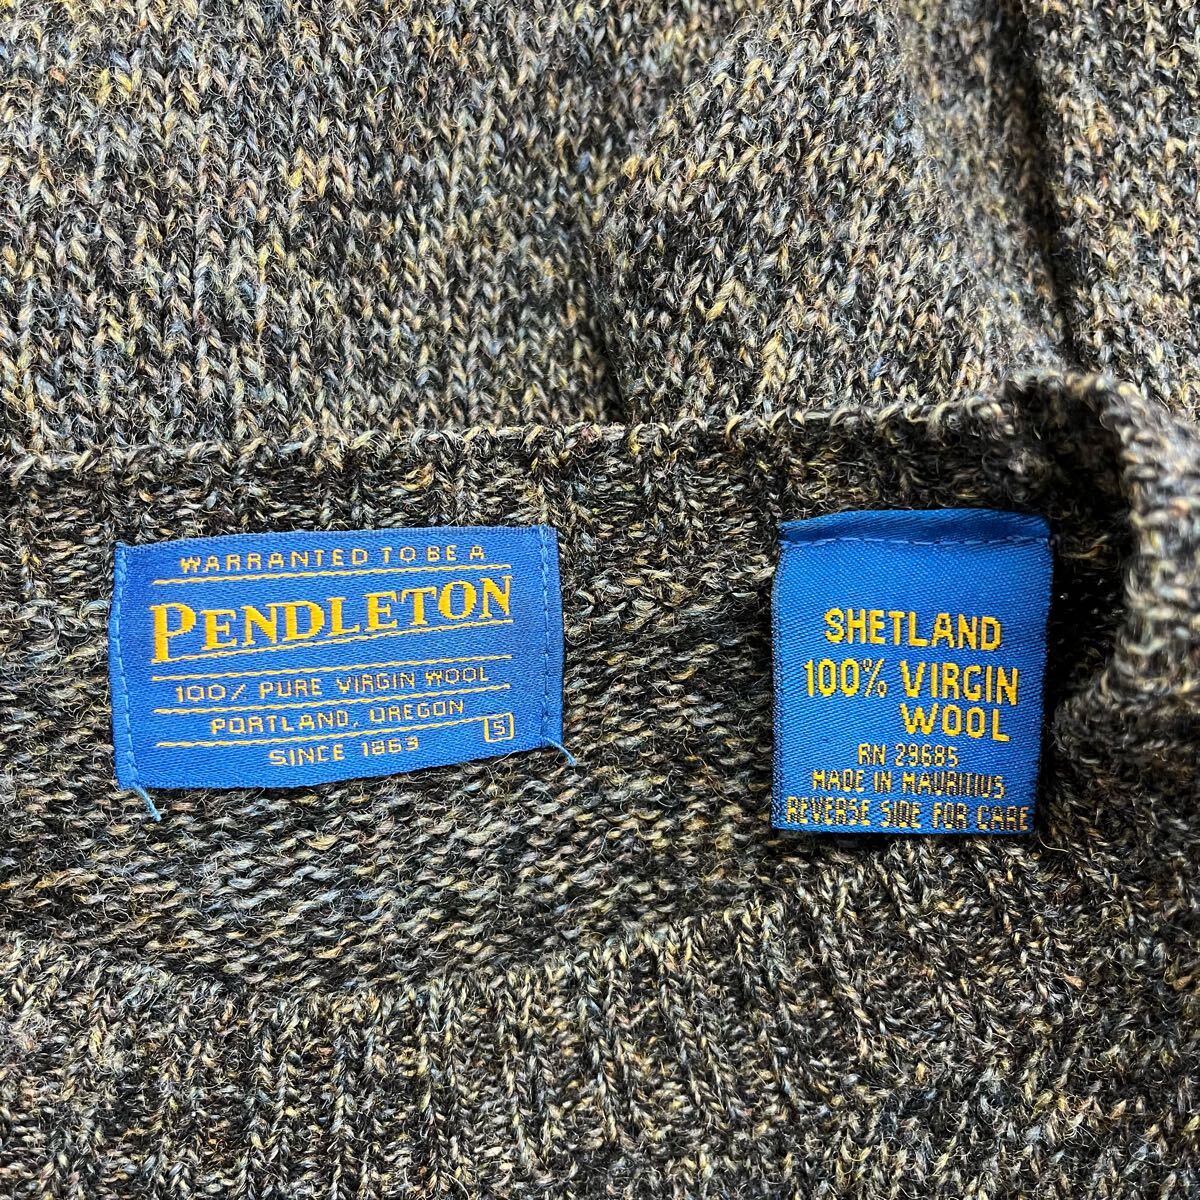 WARRANTED TO BE A
PENDLETON
100/ PURE VIRGIN WOOL
PORTLAND, OREGON
SINCE 1863
S
SHETLAND
100% VIRGIN
WOOL
RN 29685
MADE IN MAURITIUS
REVERSE SIDE FOR CARE